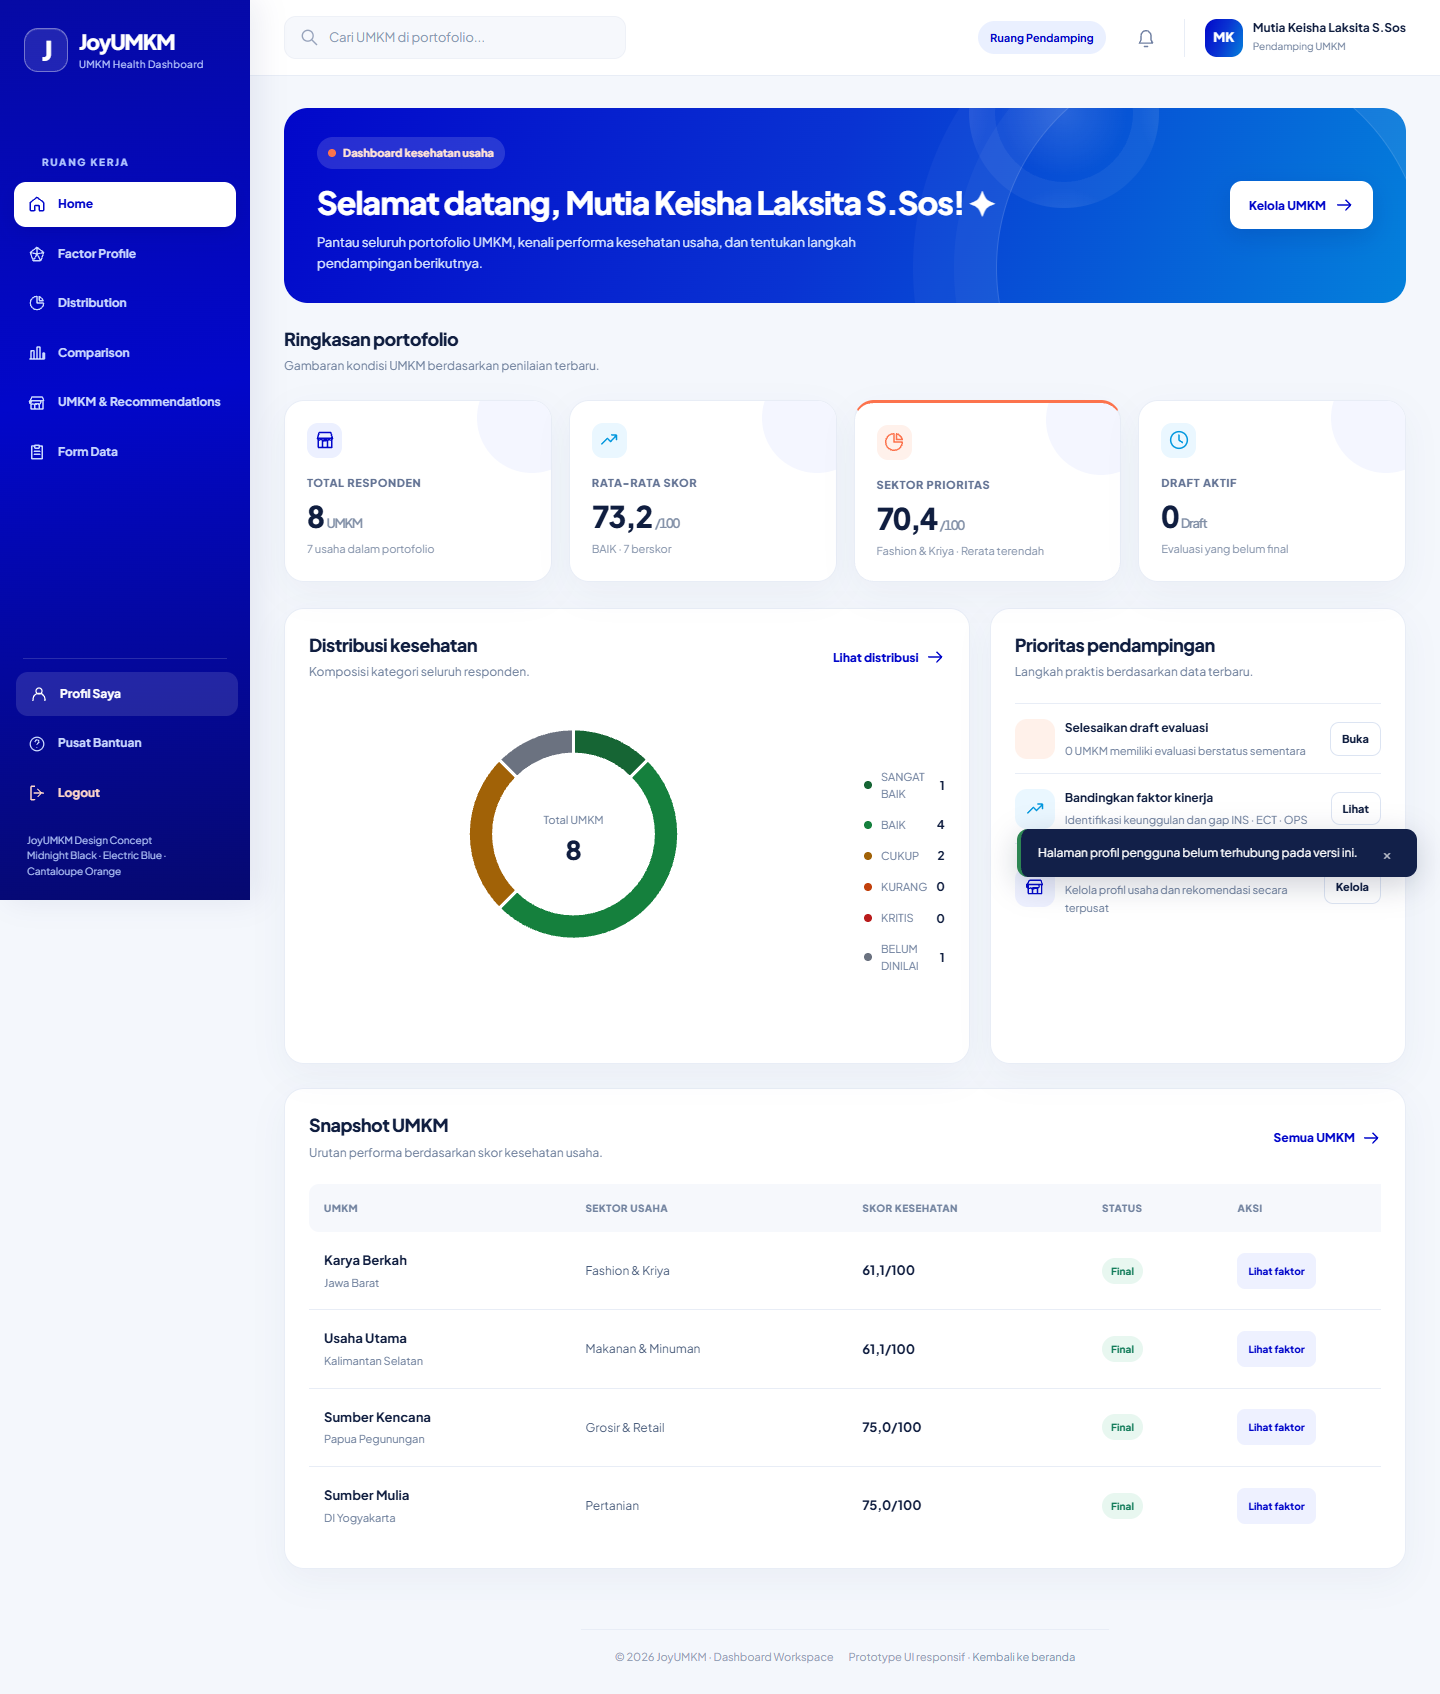 J
JoyUMKM
UMKM Health Dashboard
RUANG KERJA
Home
Factor Profile
Distribution
Comparison
UMKM & Recommendations
Form Data
Profil Saya
Pusat Bantuan
Logout
JoyUMKM Design Concept
Midnight Black · Electric Blue ·
Cantaloupe Orange
Cari UMKM di portofolio...
Ruang Pendamping
MK
Mutia Keisha Laksita S.Sos
Pendamping UMKM
Dashboard kesehatan usaha
Selamat datang, Mutia Keisha Laksita S.Sos! ✦
Pantau seluruh portofolio UMKM, kenali performa kesehatan usaha, dan tentukan langkah
pendampingan berikutnya.
Kelola UMKM →
Ringkasan portofolio
Gambaran kondisi UMKM berdasarkan penilaian terbaru.
TOTAL RESPONDEN
8 UMKM
7 usaha dalam portofolio
RATA-RATA SKOR
73,2 /100
BAIK · 7 berskor
SEKTOR PRIORITAS
70,4 /100
Fashion & Kriya · Rerata terendah
DRAFT AKTIF
0 Draft
Evaluasi yang belum final
Distribusi kesehatan
Komposisi kategori seluruh responden.
Lihat distribusi →
Total UMKM
8
SANGAT BAIK 1
BAIK 4
CUKUP 2
KURANG 0
KRITIS 0
BELUM DINILAI 1
Prioritas pendampingan
Langkah praktis berdasarkan data terbaru.
Selesaikan draft evaluasi
0 UMKM memiliki evaluasi berstatus sementara
Buka
Bandingkan faktor kinerja
Identifikasi keunggulan dan gap INS · ECT · OPS
Lihat
Halaman profil pengguna belum terhubung pada versi ini. ×
Kelola profil usaha dan rekomendasi secara
terpusat
Kelola
Snapshot UMKM
Urutan performa berdasarkan skor kesehatan usaha.
Semua UMKM →
UMKM SEKTOR USAHA SKOR KESEHATAN STATUS AKSI
Karya Berkah
Jawa Barat
Fashion & Kriya 61,1/100 Final Lihat faktor
Usaha Utama
Kalimantan Selatan
Makanan & Minuman 61,1/100 Final Lihat faktor
Sumber Kencana
Papua Pegunungan
Grosir & Retail 75,0/100 Final Lihat faktor
Sumber Mulia
DI Yogyakarta
Pertanian 75,0/100 Final Lihat faktor
© 2026 JoyUMKM · Dashboard Workspace Prototype UI responsif · Kembali ke beranda